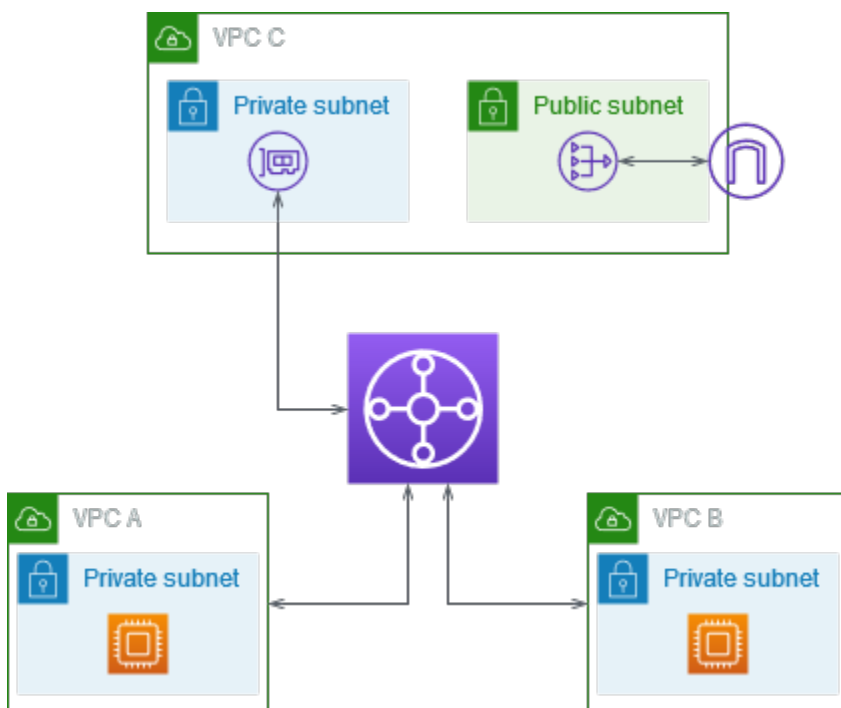 VPC C
Private subnet
Public subnet
VPC A
Private subnet
VPC B
Private subnet